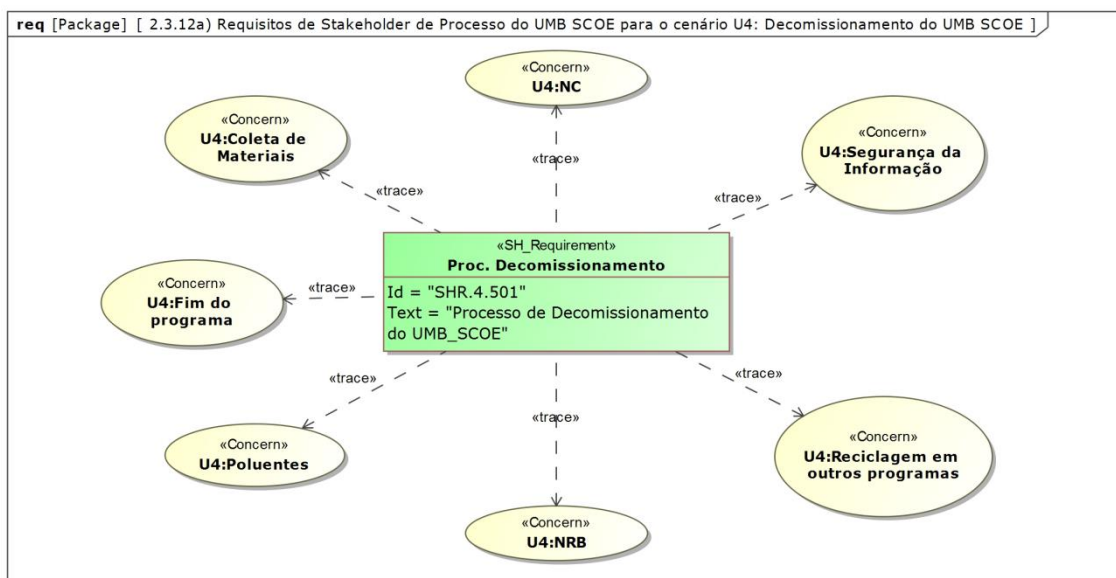 req [Package] [ 2.3.12a) Requisitos de Stakeholder de Processo do UMB SCOE para o cenário U4: Decomissionamento do UMB SCOE ]
«Concern»
U4:NC
«Concern»
U4:Coleta de
Materiais
«Concern»
U4:Segurança da
Informação
«trace»
«trace»
«trace»
«SH_Requirement»
Proc. Decomissionamento
Id = "SHR.4.501"
Text = "Processo de Decomissionamento
do UMB_SCOE"
«Concern»
U4:Fim do
programa
«trace»
«trace»
«trace»
«trace»
«Concern»
U4:Poluentes
«Concern»
U4:Reciclagem em
outros programas
«Concern»
U4:NRB